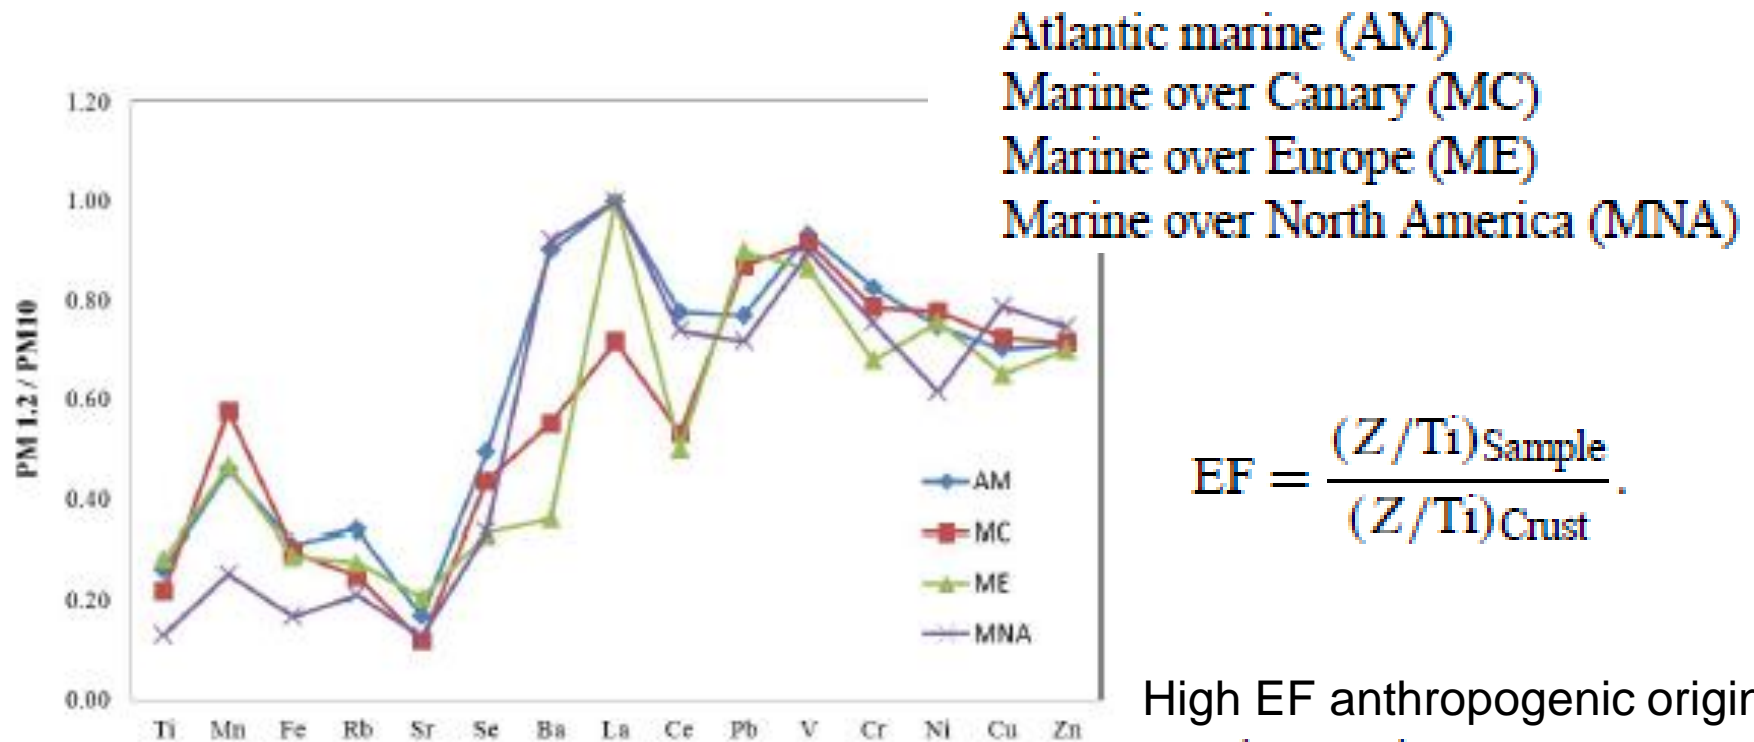 Atlantic marine (AM)
Marine over Canary (MC)
Marine over Europe (ME)
Marine over North America (MNA)
1.20
1.00
0.80
0.60
0.40
0.20
0.00
PM 1.2 / PM10
AM
MC
ME
MNA
Ti Mn Fe Rb Sr Se Ba La Ce Pb V Cr Ni Cu Zn
EF = (Z/Ti)Sample / (Z/Ti)Crust .
High EF anthropogenic origin